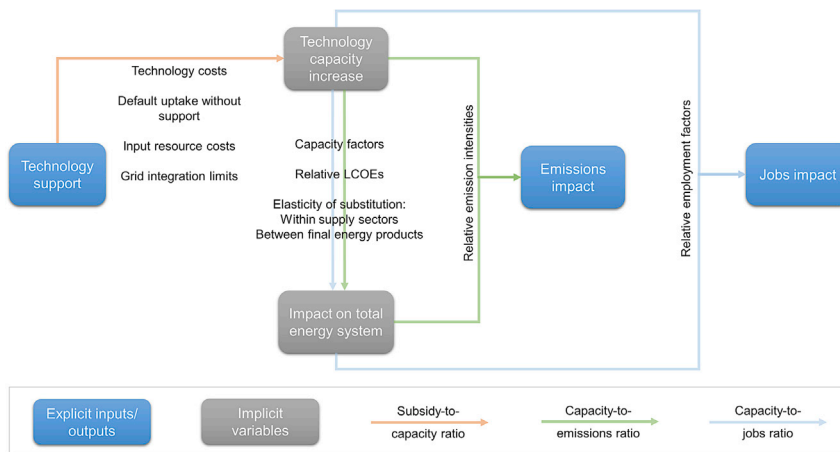 Technology
capacity
increase
Technology costs
Default uptake without
support
Input resource costs
Grid integration limits
Technology
support
Capacity factors
Relative LCOEs
Elasticity of substitution:
Within supply sectors
Between final energy products
Relative emission intensities
Emissions
impact
Relative employment factors
Jobs impact
Impact on total
energy system
Explicit inputs/
outputs
Implicit
variables
Subsidy-to-
capacity ratio
Capacity-to-
emissions ratio
Capacity-to-
jobs ratio